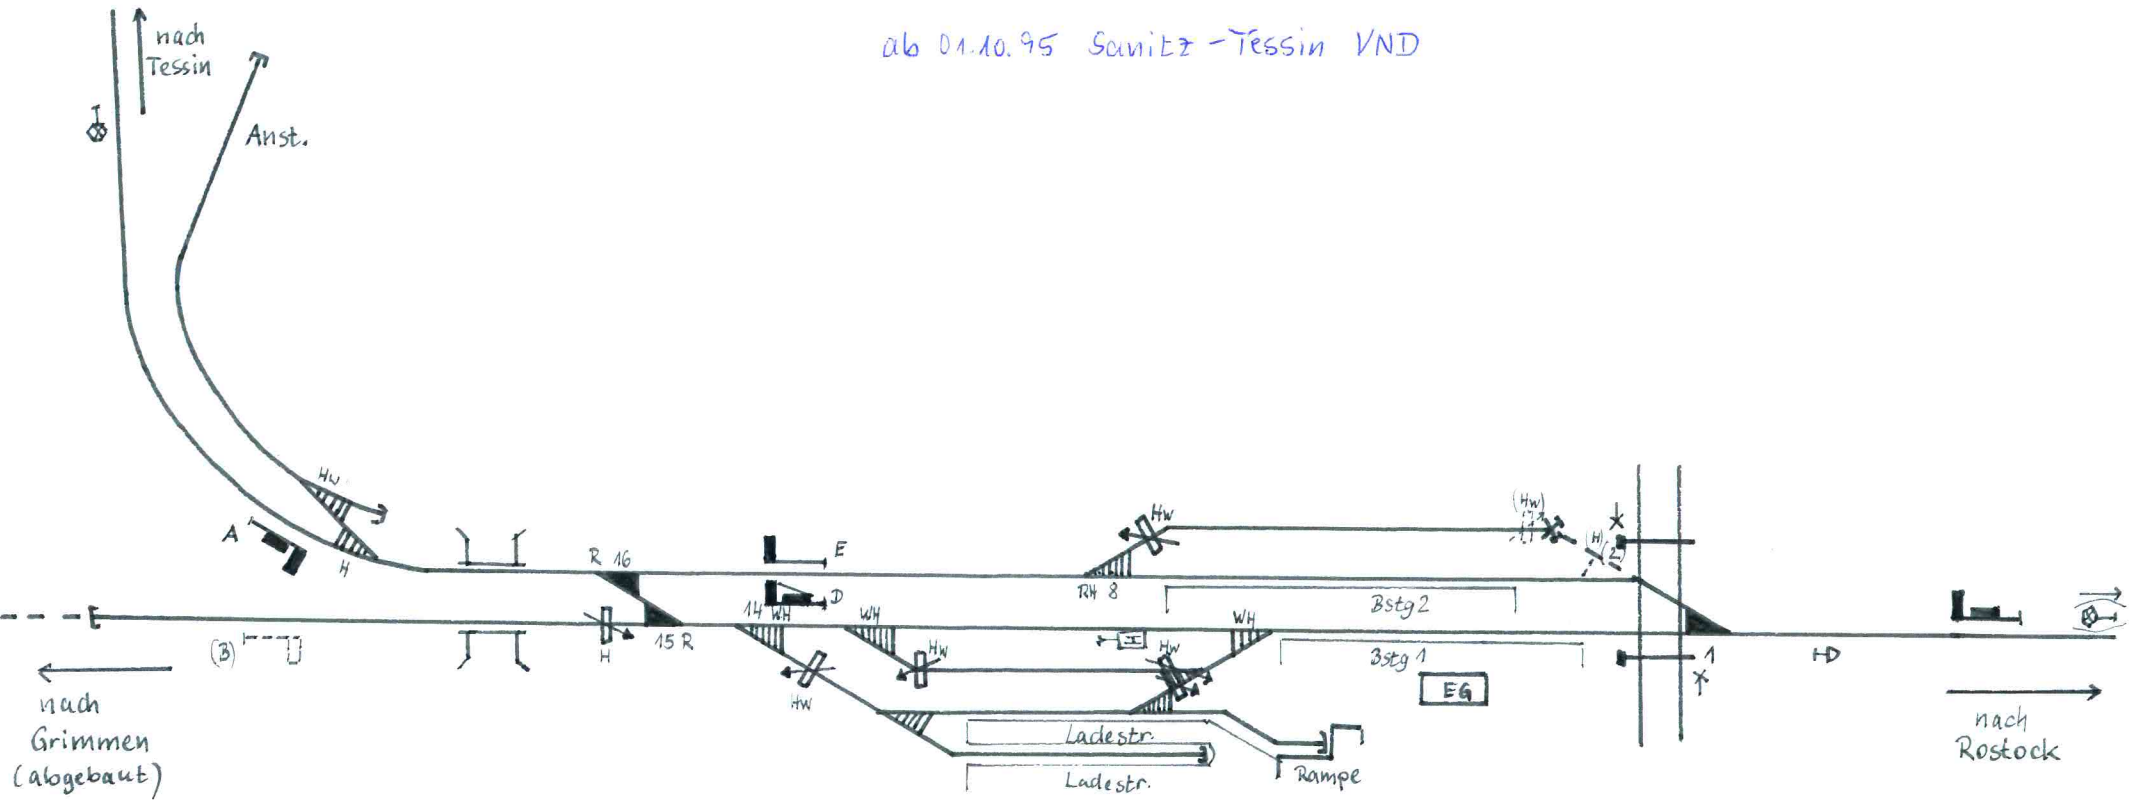 ab 01.10.95 Sanitz - Tessin VND
nach
Tessin
Anst.
Hw
A
H
R 16
E
D
Hw
RH 8
(Hw)
(H)
(2)
Bstg 2
(B)
H
15 R
14 WH
WH
Hw
Hw
H
Hw
WH
Bstg 1
EG
1
Ladestr.
Ladestr.
Rampe
nach
Grimmen
(abgebaut)
nach
Rostock